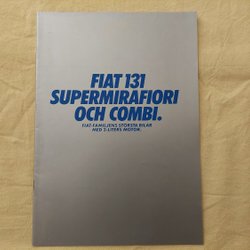 FIAT 131
SUPERMIRAFIORI
OCH COMBI.
FIAT-FAMILJENS STÖRSTA BILAR
MED 2-LITERS MOTOR.